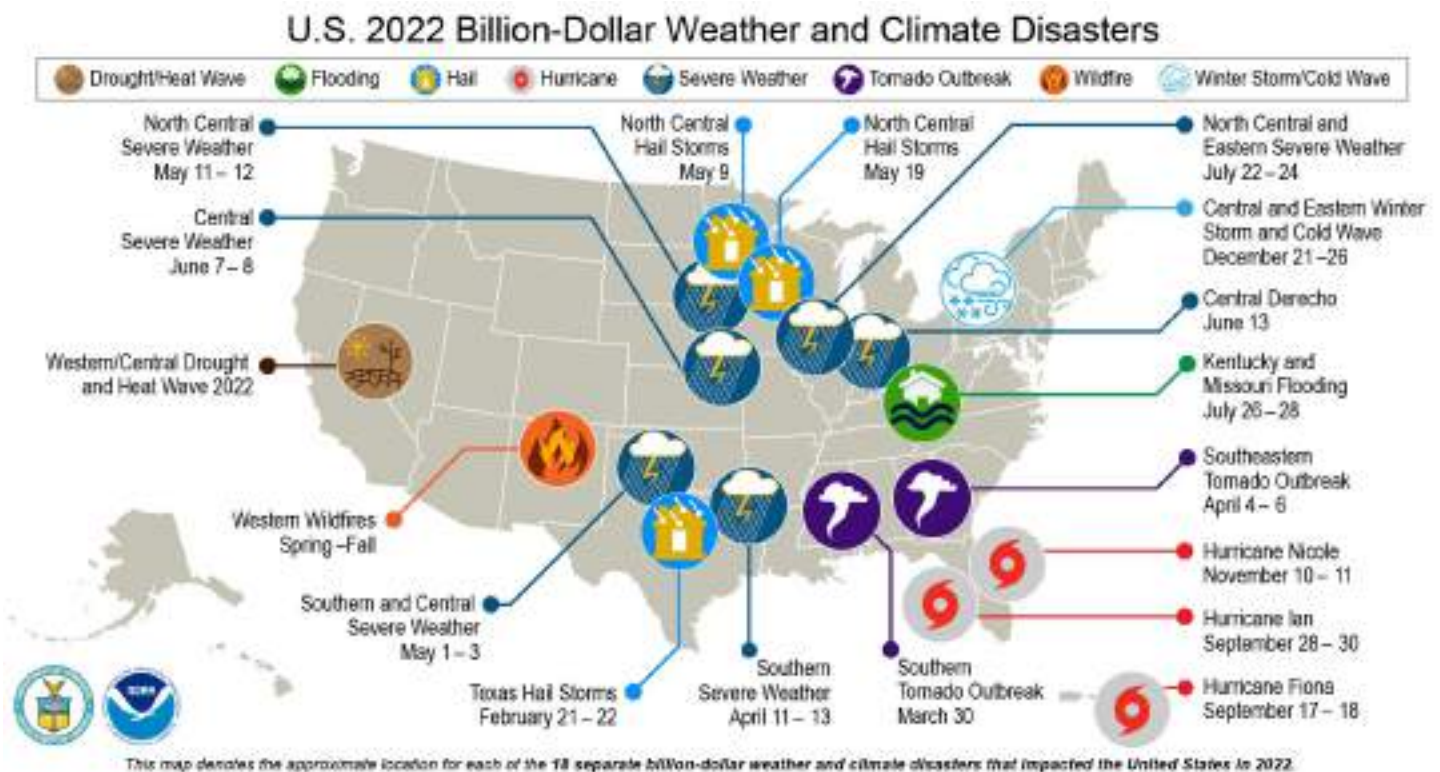 U.S. 2022 Billion-Dollar Weather and Climate Disasters
Drought/Heat Wave
Flooding
Hail
Hurricane
Severe Weather
Tornado Outbreak
Wildfire
Winter Storm/Cold Wave
North Central
Severe Weather
May 11 – 12
North Central
Hail Storms
May 9
North Central
Hail Storms
May 19
North Central and
Eastern Severe Weather
July 22 – 24
Central
Severe Weather
June 7 – 8
Central and Eastern Winter
Storm and Cold Wave
December 21 –26
Central Derecho
June 13
Western/Central Drought
and Heat Wave 2022
Kentucky and
Missouri Flooding
July 26 – 28
Southeastern
Tornado Outbreak
April 4 – 6
Western Wildfires
Spring –Fall
Hurricane Nicole
November 10 – 11
Southern and Central
Severe Weather
May 1 – 3
Hurricane Ian
September 28 – 30
Texas Hail Storms
February 21 – 22
Southern
Severe Weather
April 11 – 13
Southern
Tornado Outbreak
March 30
Hurricane Fiona
September 17 – 18
This map denotes the approximate location for each of the 18 separate billion-dollar weather and climate disasters that impacted the United States in 2022.